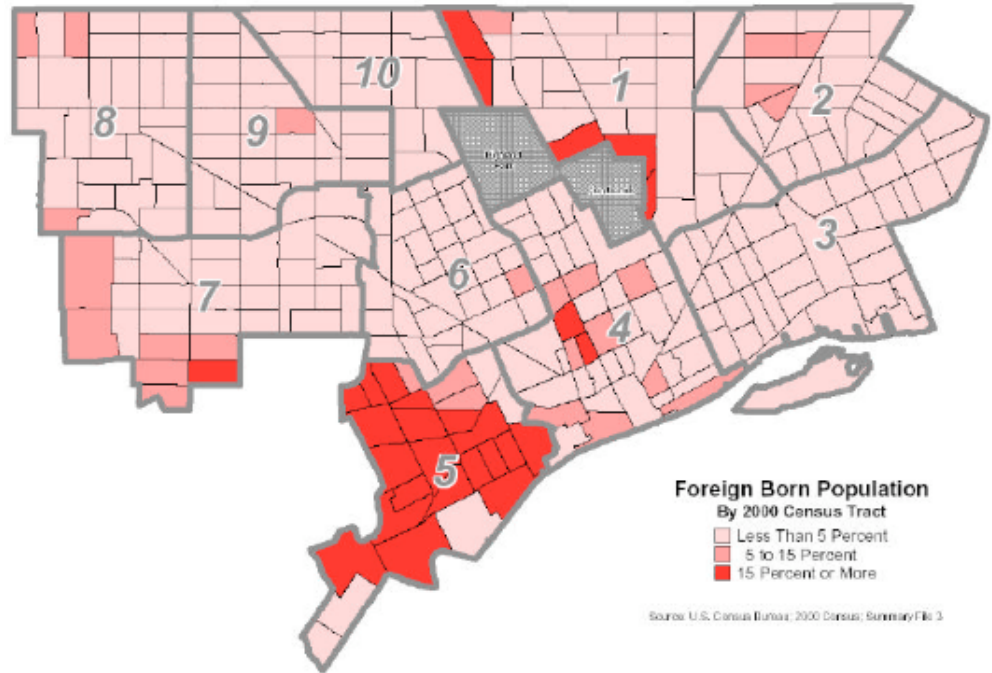 10
1
2
8
9
3
6
7
4
5
Foreign Born Population
By 2000 Census Tract
Less Than 5 Percent
5 to 15 Percent
15 Percent or More
Source: U.S. Census Bureau; 2000 Census; Summary File 3